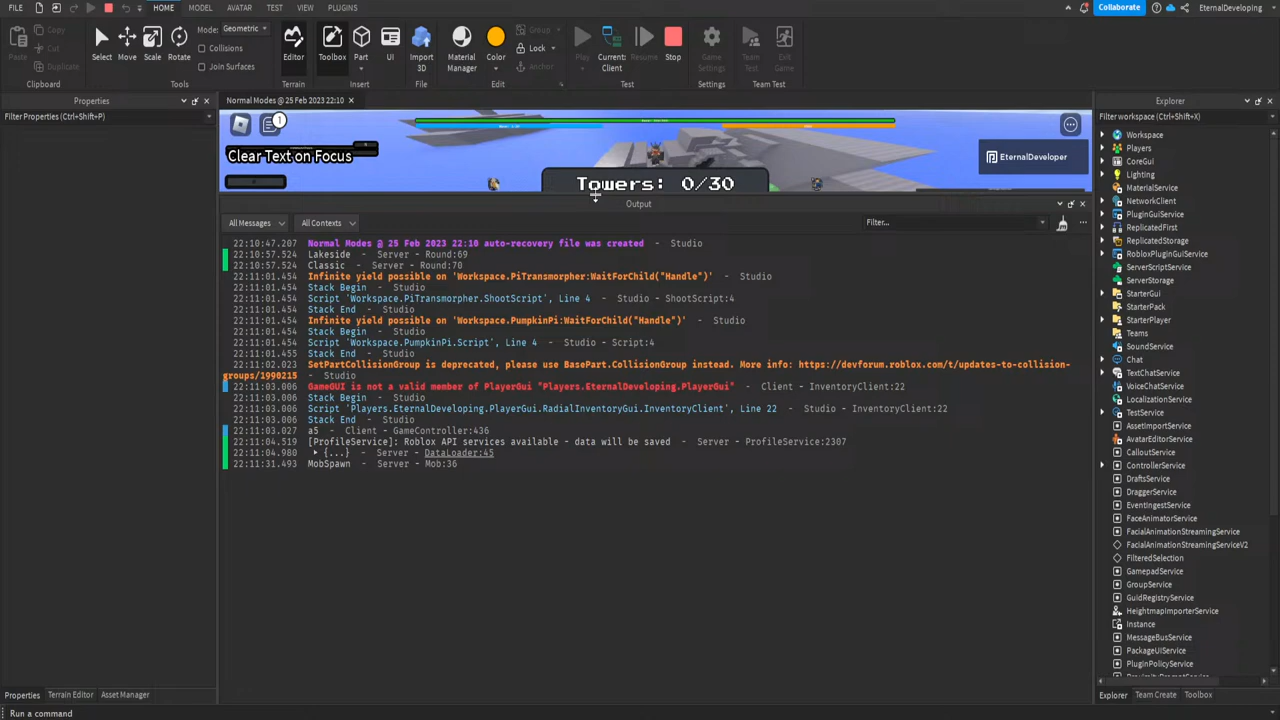 FILE
HOME
MODEL
AVATAR
TEST
VIEW
PLUGINS
Collaborate
EternalDeveloping
Paste
Copy
Cut
Duplicate
Clipboard
Select
Move
Scale
Rotate
Mode: Geometric
Collisions
Join Surfaces
Tools
Editor
Terrain
Toolbox
Part
UI
Insert
Import
3D
File
Material
Manager
Color
Group
Lock
Anchor
Edit
Play
Current:
Client
Resume
Stop
Test
Game
Settings
Settings
Team
Test
Exit
Game
Team Test
Properties
Filter Properties (Ctrl+Shift+P)
Normal Modes @ 25 Feb 2023 22:10
1
Clear Text on Focus
EternalDeveloper
Towers: 0/30
Output
All Messages
All Contexts
Filter...
22:10:47.207 Normal Modes @ 25 Feb 2023 22:10 auto-recovery file was created - Studio
22:10:57.524 Lakeside - Server - Round:69
22:10:57.524 Classic - Server - Round:70
22:11:01.454 Infinite yield possible on 'Workspace.PiTransmorpher:WaitForChild("Handle")' - Studio
22:11:01.454 Stack Begin - Studio
22:11:01.454 Script 'Workspace.PiTransmorpher.ShootScript', Line 4 - Studio - ShootScript:4
22:11:01.454 Stack End - Studio
22:11:01.454 Infinite yield possible on 'Workspace.PumpkinPi:WaitForChild("Handle")' - Studio
22:11:01.454 Stack Begin - Studio
22:11:01.454 Script 'Workspace.PumpkinPi.Script', Line 4 - Studio - Script:4
22:11:01.455 Stack End - Studio
22:11:02.023 SetPartCollisionGroup is deprecated, please use BasePart.CollisionGroup instead. More info: https://devforum.roblox.com/t/updates-to-collision-
groups/1990215 - Studio
22:11:03.006 GameGUI is not a valid member of PlayerGui "Players.EternalDeveloping.PlayerGui" - Client - InventoryClient:22
22:11:03.006 Stack Begin - Studio
22:11:03.006 Script 'Players.EternalDeveloping.PlayerGui.RadialInventoryGui.InventoryClient', Line 22 - Studio - InventoryClient:22
22:11:03.006 Stack End - Studio
22:11:03.027 a5 - Client - GameController:436
22:11:04.519 [ProfileService]: Roblox API services available - data will be saved - Server - ProfileService:2307
22:11:04.980 {...} - Server - DataLoader:45
22:11:31.493 MobSpawn - Server - Mob:36
Explorer
Filter workspace (Ctrl+Shift+X)
Workspace
Players
CoreGui
Lighting
MaterialService
NetworkClient
PluginGuiService
ReplicatedFirst
ReplicatedStorage
RobloxPluginGuiService
ServerScriptService
ServerStorage
StarterGui
StarterPack
StarterPlayer
Teams
SoundService
Chat
TextChatService
VoiceChatService
LocalizationService
TestService
AssetImportService
AvatarEditorService
CalloutService
ControllerService
DraftsService
DraggerService
EventIngestService
FaceAnimatorService
FacialAnimationStreamingService
FacialAnimationStreamingServiceV2
FilteredSelection
GamepadService
GroupService
GuidRegistryService
HeightmapImporterService
Instance
MessageBusService
PackageUIService
PluginPolicyService
Properties
Terrain Editor
Asset Manager
Explorer
Team Create
Toolbox
Run a command